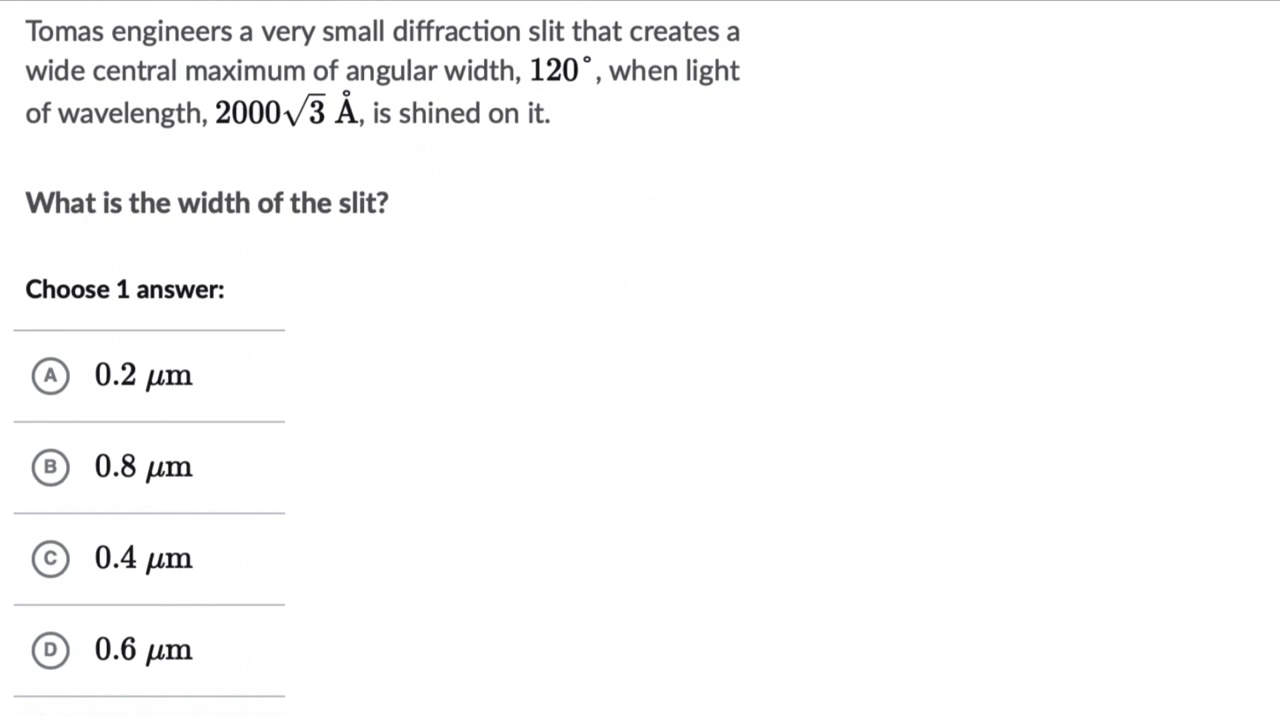 Tomas engineers a very small diffraction slit that creates a
wide central maximum of angular width, 120°, when light
of wavelength, 2000√3 Å, is shined on it.
What is the width of the slit?
Choose 1 answer:
A 0.2 μm
B 0.8 μm
C 0.4 μm
D 0.6 μm